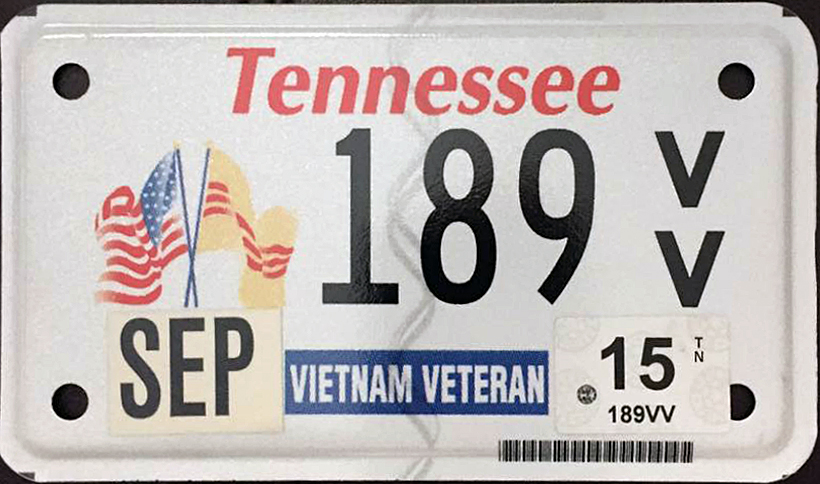 Tennessee
189 V
V
SEP
VIETNAM VETERAN
15 TN
189VV